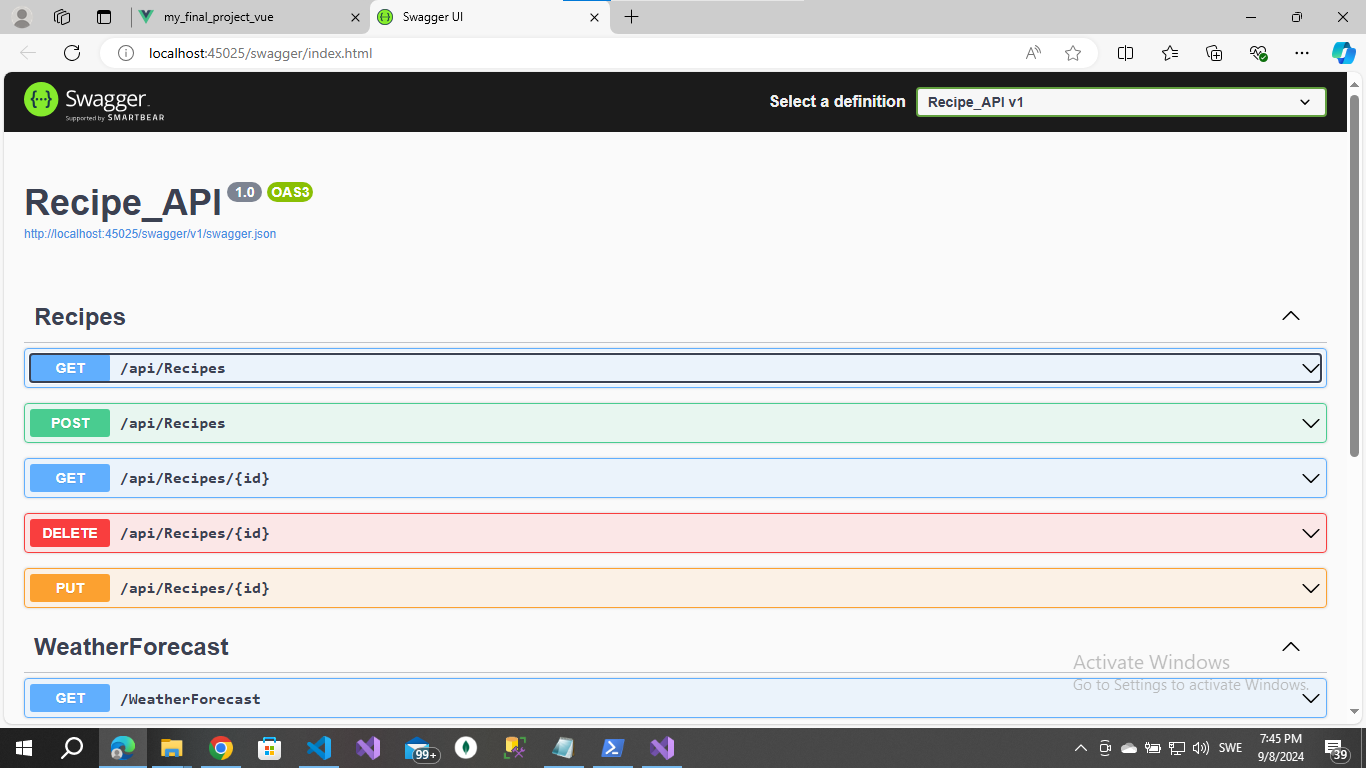 my_final_project_vue
Swagger UI
localhost:45025/swagger/index.html
Swagger.
Supported by SMARTBEAR
Select a definition
Recipe_API v1
Recipe_API 1.0 OAS3
http://localhost:45025/swagger/v1/swagger.json
Recipes
GET /api/Recipes
POST /api/Recipes
GET /api/Recipes/{id}
DELETE /api/Recipes/{id}
PUT /api/Recipes/{id}
WeatherForecast
GET /WeatherForecast
Activate Windows
Go to Settings to activate Windows.
99+
SWE
7:45 PM
9/8/2024
39